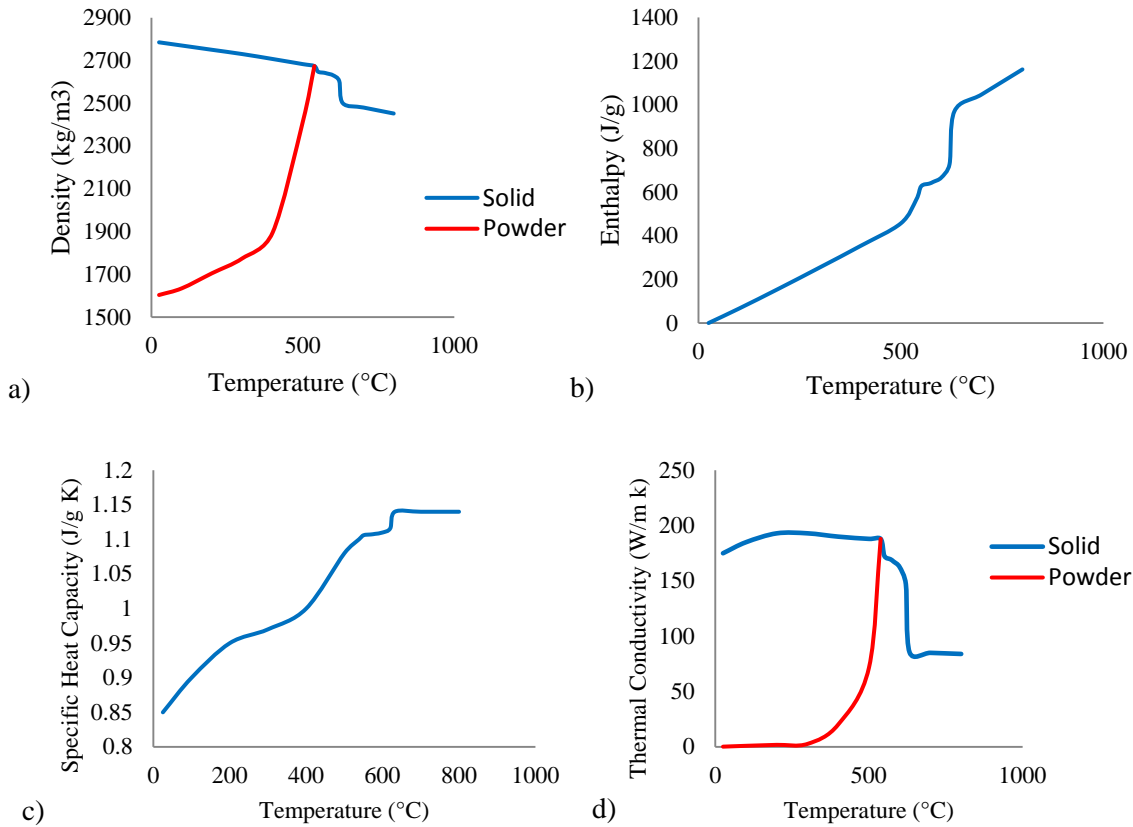 2900
2700
2500
2300
2100
1900
1700
1500
0
500
1000
Density (kg/m3)
Temperature (°C)
Solid
Powder
a)
1400
1200
1000
800
600
400
200
0
0
500
1000
Enthalpy (J/g)
Temperature (°C)
b)
1.2
1.15
1.1
1.05
1
0.95
0.9
0.85
0.8
0
200
400
600
800
1000
Specific Heat Capacity (J/g K)
Temperature (°C)
c)
250
200
150
100
50
0
0
500
1000
Thermal Conductivity (W/m k)
Temperature (°C)
Solid
Powder
d)